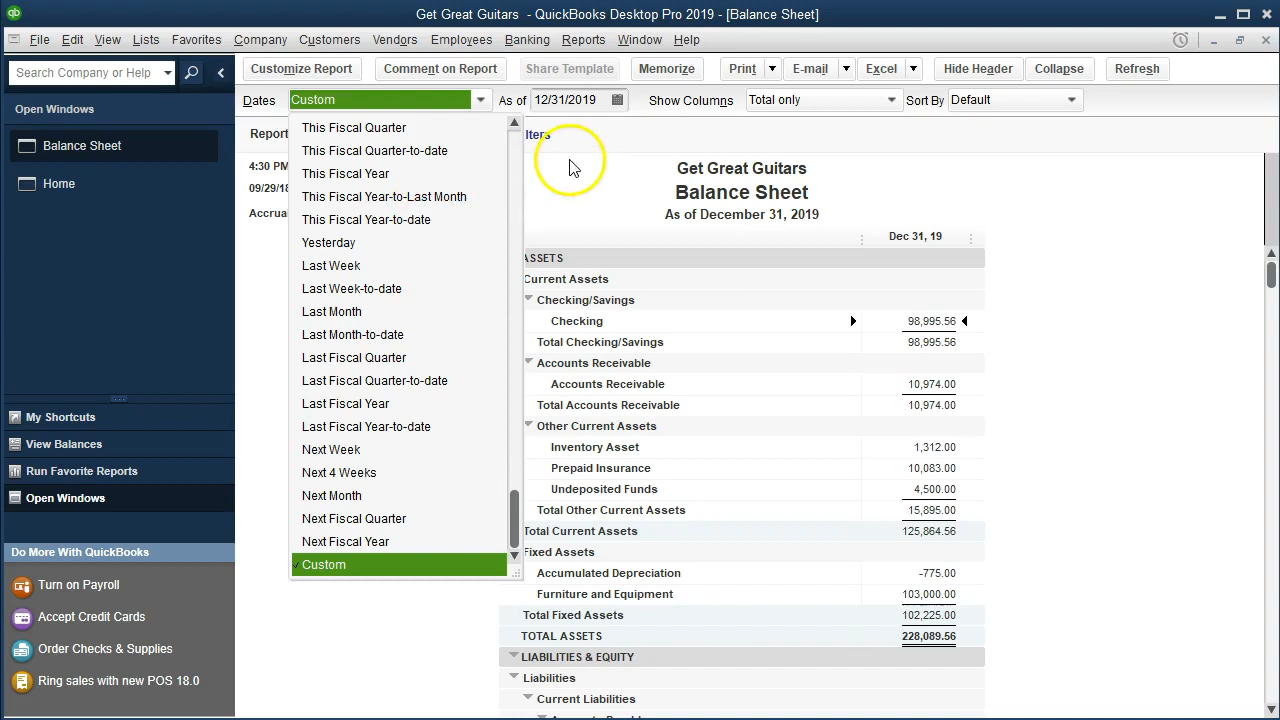 Get Great Guitars - QuickBooks Desktop Pro 2019 - [Balance Sheet]
File Edit View Lists Favorites Company Customers Vendors Employees Banking Reports Window Help
Search Company or Help
Customize Report Comment on Report Share Template Memorize Print E-mail Excel Hide Header Collapse Refresh
Dates Custom As of 12/31/2019 Show Columns Total only Sort By Default
Open Windows
Balance Sheet
Home
My Shortcuts
View Balances
Run Favorite Reports
Open Windows
Do More With QuickBooks
Turn on Payroll
Accept Credit Cards
Order Checks & Supplies
Ring sales with new POS 18.0
Report
lters
4:30 PM
09/29/18
Accrua
This Fiscal Quarter
This Fiscal Quarter-to-date
This Fiscal Year
This Fiscal Year-to-Last Month
This Fiscal Year-to-date
Yesterday
Last Week
Last Week-to-date
Last Month
Last Month-to-date
Last Fiscal Quarter
Last Fiscal Quarter-to-date
Last Fiscal Year
Last Fiscal Year-to-date
Next Week
Next 4 Weeks
Next Month
Next Fiscal Quarter
Next Fiscal Year
Custom
Get Great Guitars
Balance Sheet
As of December 31, 2019
Dec 31, 19
ASSETS
Current Assets
Checking/Savings
Checking 98,995.56
Total Checking/Savings 98,995.56
Accounts Receivable
Accounts Receivable 10,974.00
Total Accounts Receivable 10,974.00
Other Current Assets
Inventory Asset 1,312.00
Prepaid Insurance 10,083.00
Undeposited Funds 4,500.00
Total Other Current Assets 15,895.00
Total Current Assets 125,864.56
Fixed Assets
Accumulated Depreciation -775.00
Furniture and Equipment 103,000.00
Total Fixed Assets 102,225.00
TOTAL ASSETS 228,089.56
LIABILITIES & EQUITY
Liabilities
Current Liabilities